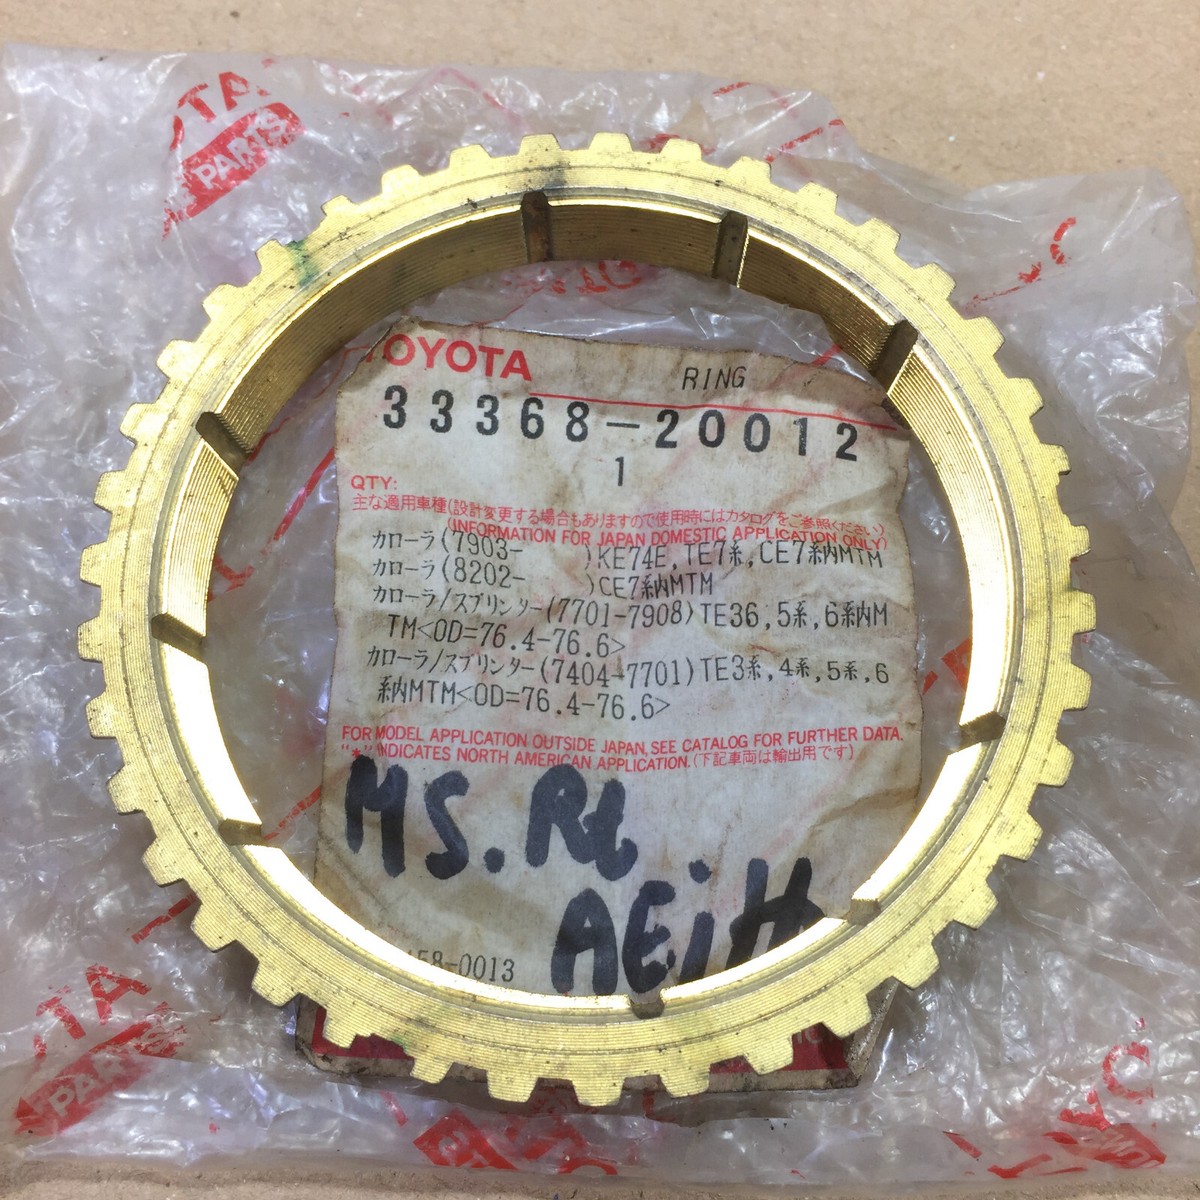 TOYOTA
RING
33368-20012
1
QTY:
主な適用車種(設計変更する場合もありますので使用時にはカタログをご参照ください)
(INFORMATION FOR JAPAN DOMESTIC APPLICATION ONLY)
カローラ(7903-      )KE74E,TE7系,CE7系内MTM
カローラ(8202-      )CE7系内MTM
カローラ/スプリンター(7701-7908)TE36,5系,6系内M
TM<OD=76.4-76.6>
カローラ/スプリンター(7404-7701)TE3系,4系,5系,6
系内MTM<OD=76.4-76.6>
FOR MODEL APPLICATION OUTSIDE JAPAN, SEE CATALOG FOR FURTHER DATA.
"*" INDICATES NORTH AMERICAN APPLICATION.(下記車両は輸出用です)
MS.
58-0013
PARTS
PARTS